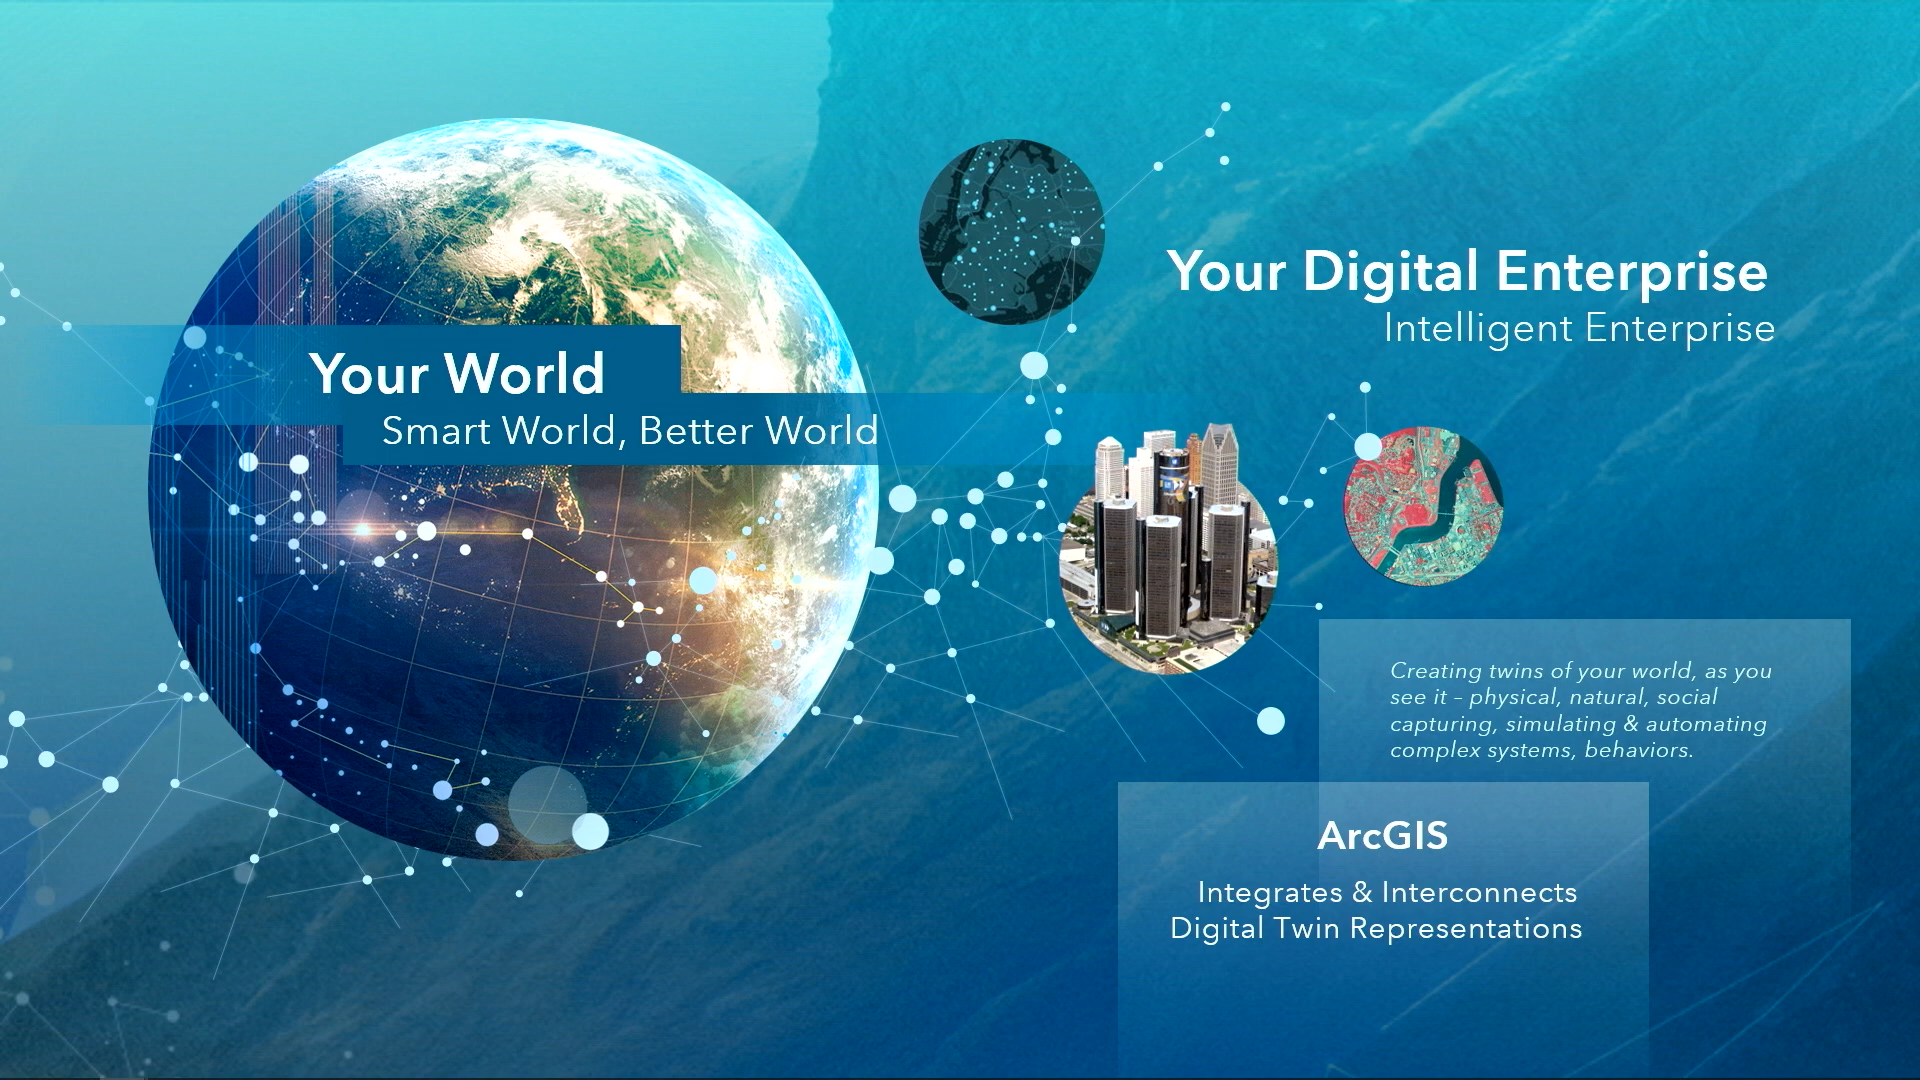 Your World
Smart World, Better World
Your Digital Enterprise
Intelligent Enterprise
Creating twins of your world, as you
see it – physical, natural, social
capturing, simulating & automating
complex systems, behaviors.
ArcGIS
Integrates & Interconnects
Digital Twin Representations